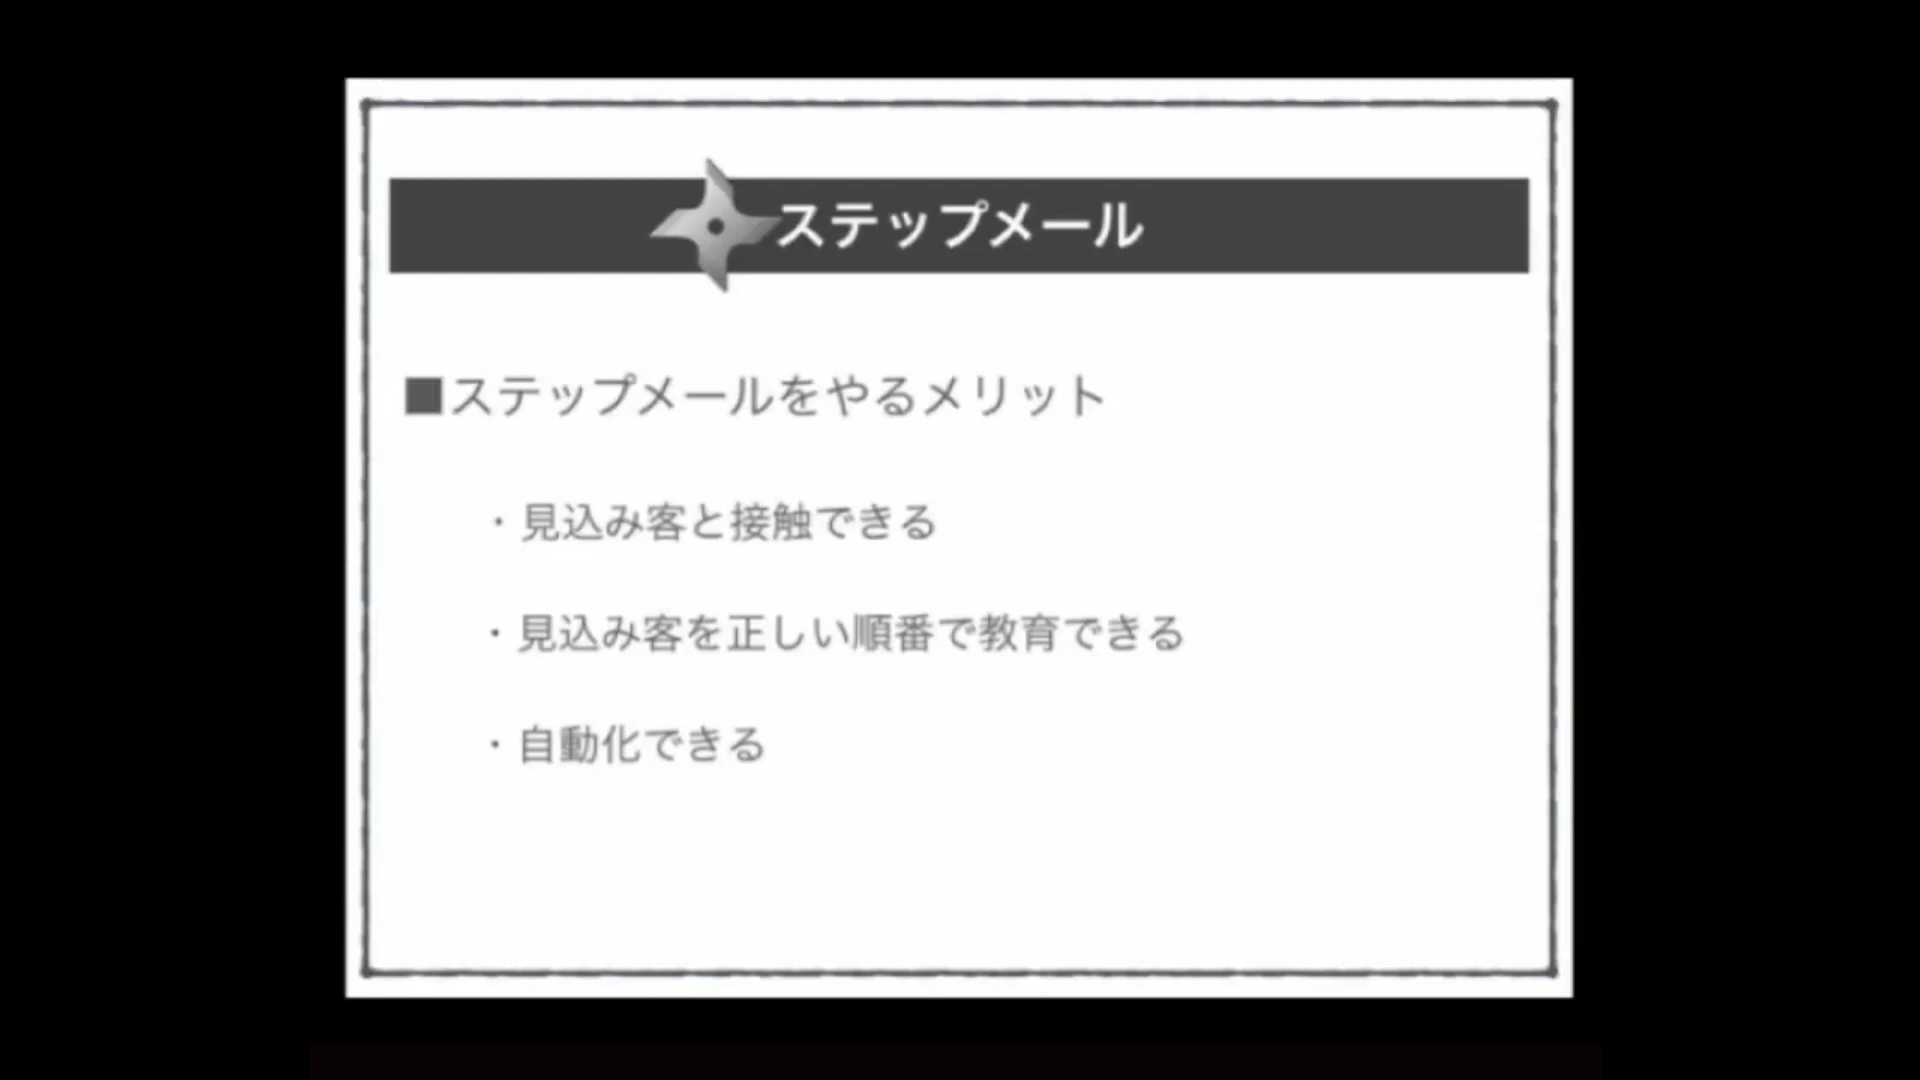 ステップメール
■ステップメールをやるメリット
・見込み客と接触できる
・見込み客を正しい順番で教育できる
・自動化できる